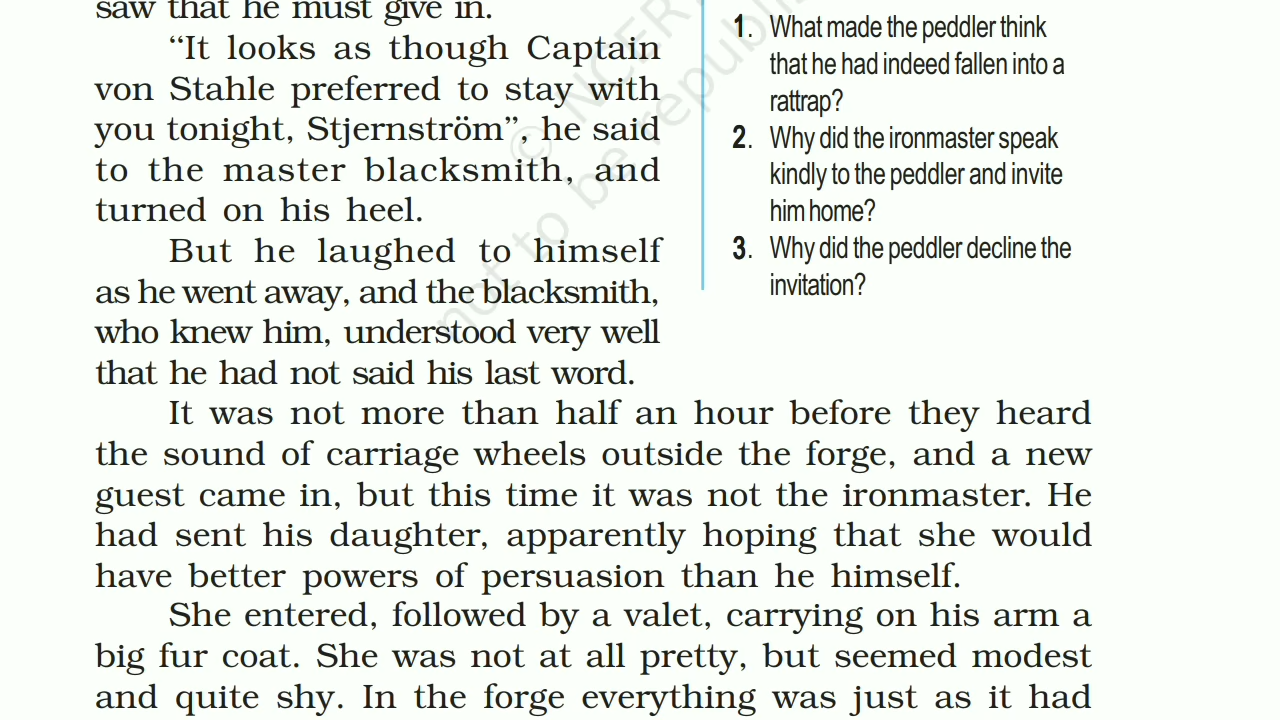 saw that he must give in.
“It looks as though Captain
von Stahle preferred to stay with
you tonight, Stjernström”, he said
to the master blacksmith, and
turned on his heel.
But he laughed to himself
as he went away, and the blacksmith,
who knew him, understood very well
that he had not said his last word.
1. What made the peddler think
that he had indeed fallen into a
rattrap?
2. Why did the ironmaster speak
kindly to the peddler and invite
him home?
3. Why did the peddler decline the
invitation?
It was not more than half an hour before they heard
the sound of carriage wheels outside the forge, and a new
guest came in, but this time it was not the ironmaster. He
had sent his daughter, apparently hoping that she would
have better powers of persuasion than he himself.
She entered, followed by a valet, carrying on his arm a
big fur coat. She was not at all pretty, but seemed modest
and quite shy. In the forge everything was just as it had
© NCER
not to be republi